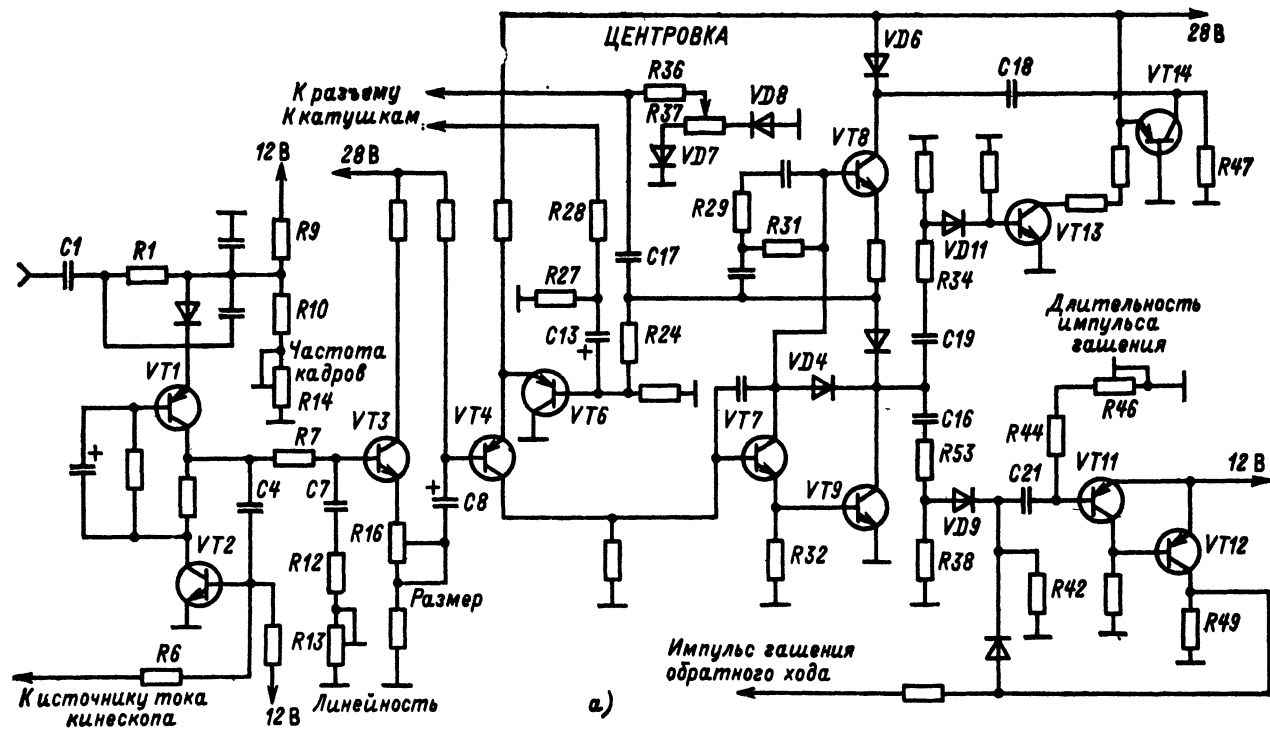 28 В
ЦЕНТРОВКА
VD6
К разъему
R36
C18
VT14
К катушкам
R37
VD8
12 В
28 В
VD7
VT8
R47
R9
R28
R29
C1
R1
R31
VD11
VT13
C17
R34
R27
R10
Длительность
импульса
гашения
C13
+
R24
C19
Частота
кадров
VD4
VT1
R14
VT3
VT4
VT6
VT7
C16
R46
R7
R44
+
C4
C7
+
C8
R53
C21
VT11
12 В
VT9
VD9
R16
VT2
R12
R32
R38
VT12
Размер
R42
R13
R49
R6
Импульс гашения
обратного хода
К источнику тока
кинескопа
12 В
Линейность
а)